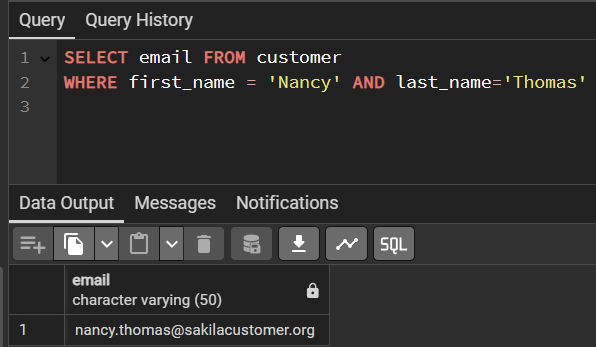 Query Query History
1 SELECT email FROM customer
2 WHERE first_name = 'Nancy' AND last_name='Thomas'
3
Data Output Messages Notifications
SQL
email
character varying (50)
1 nancy.thomas@sakilacustomer.org